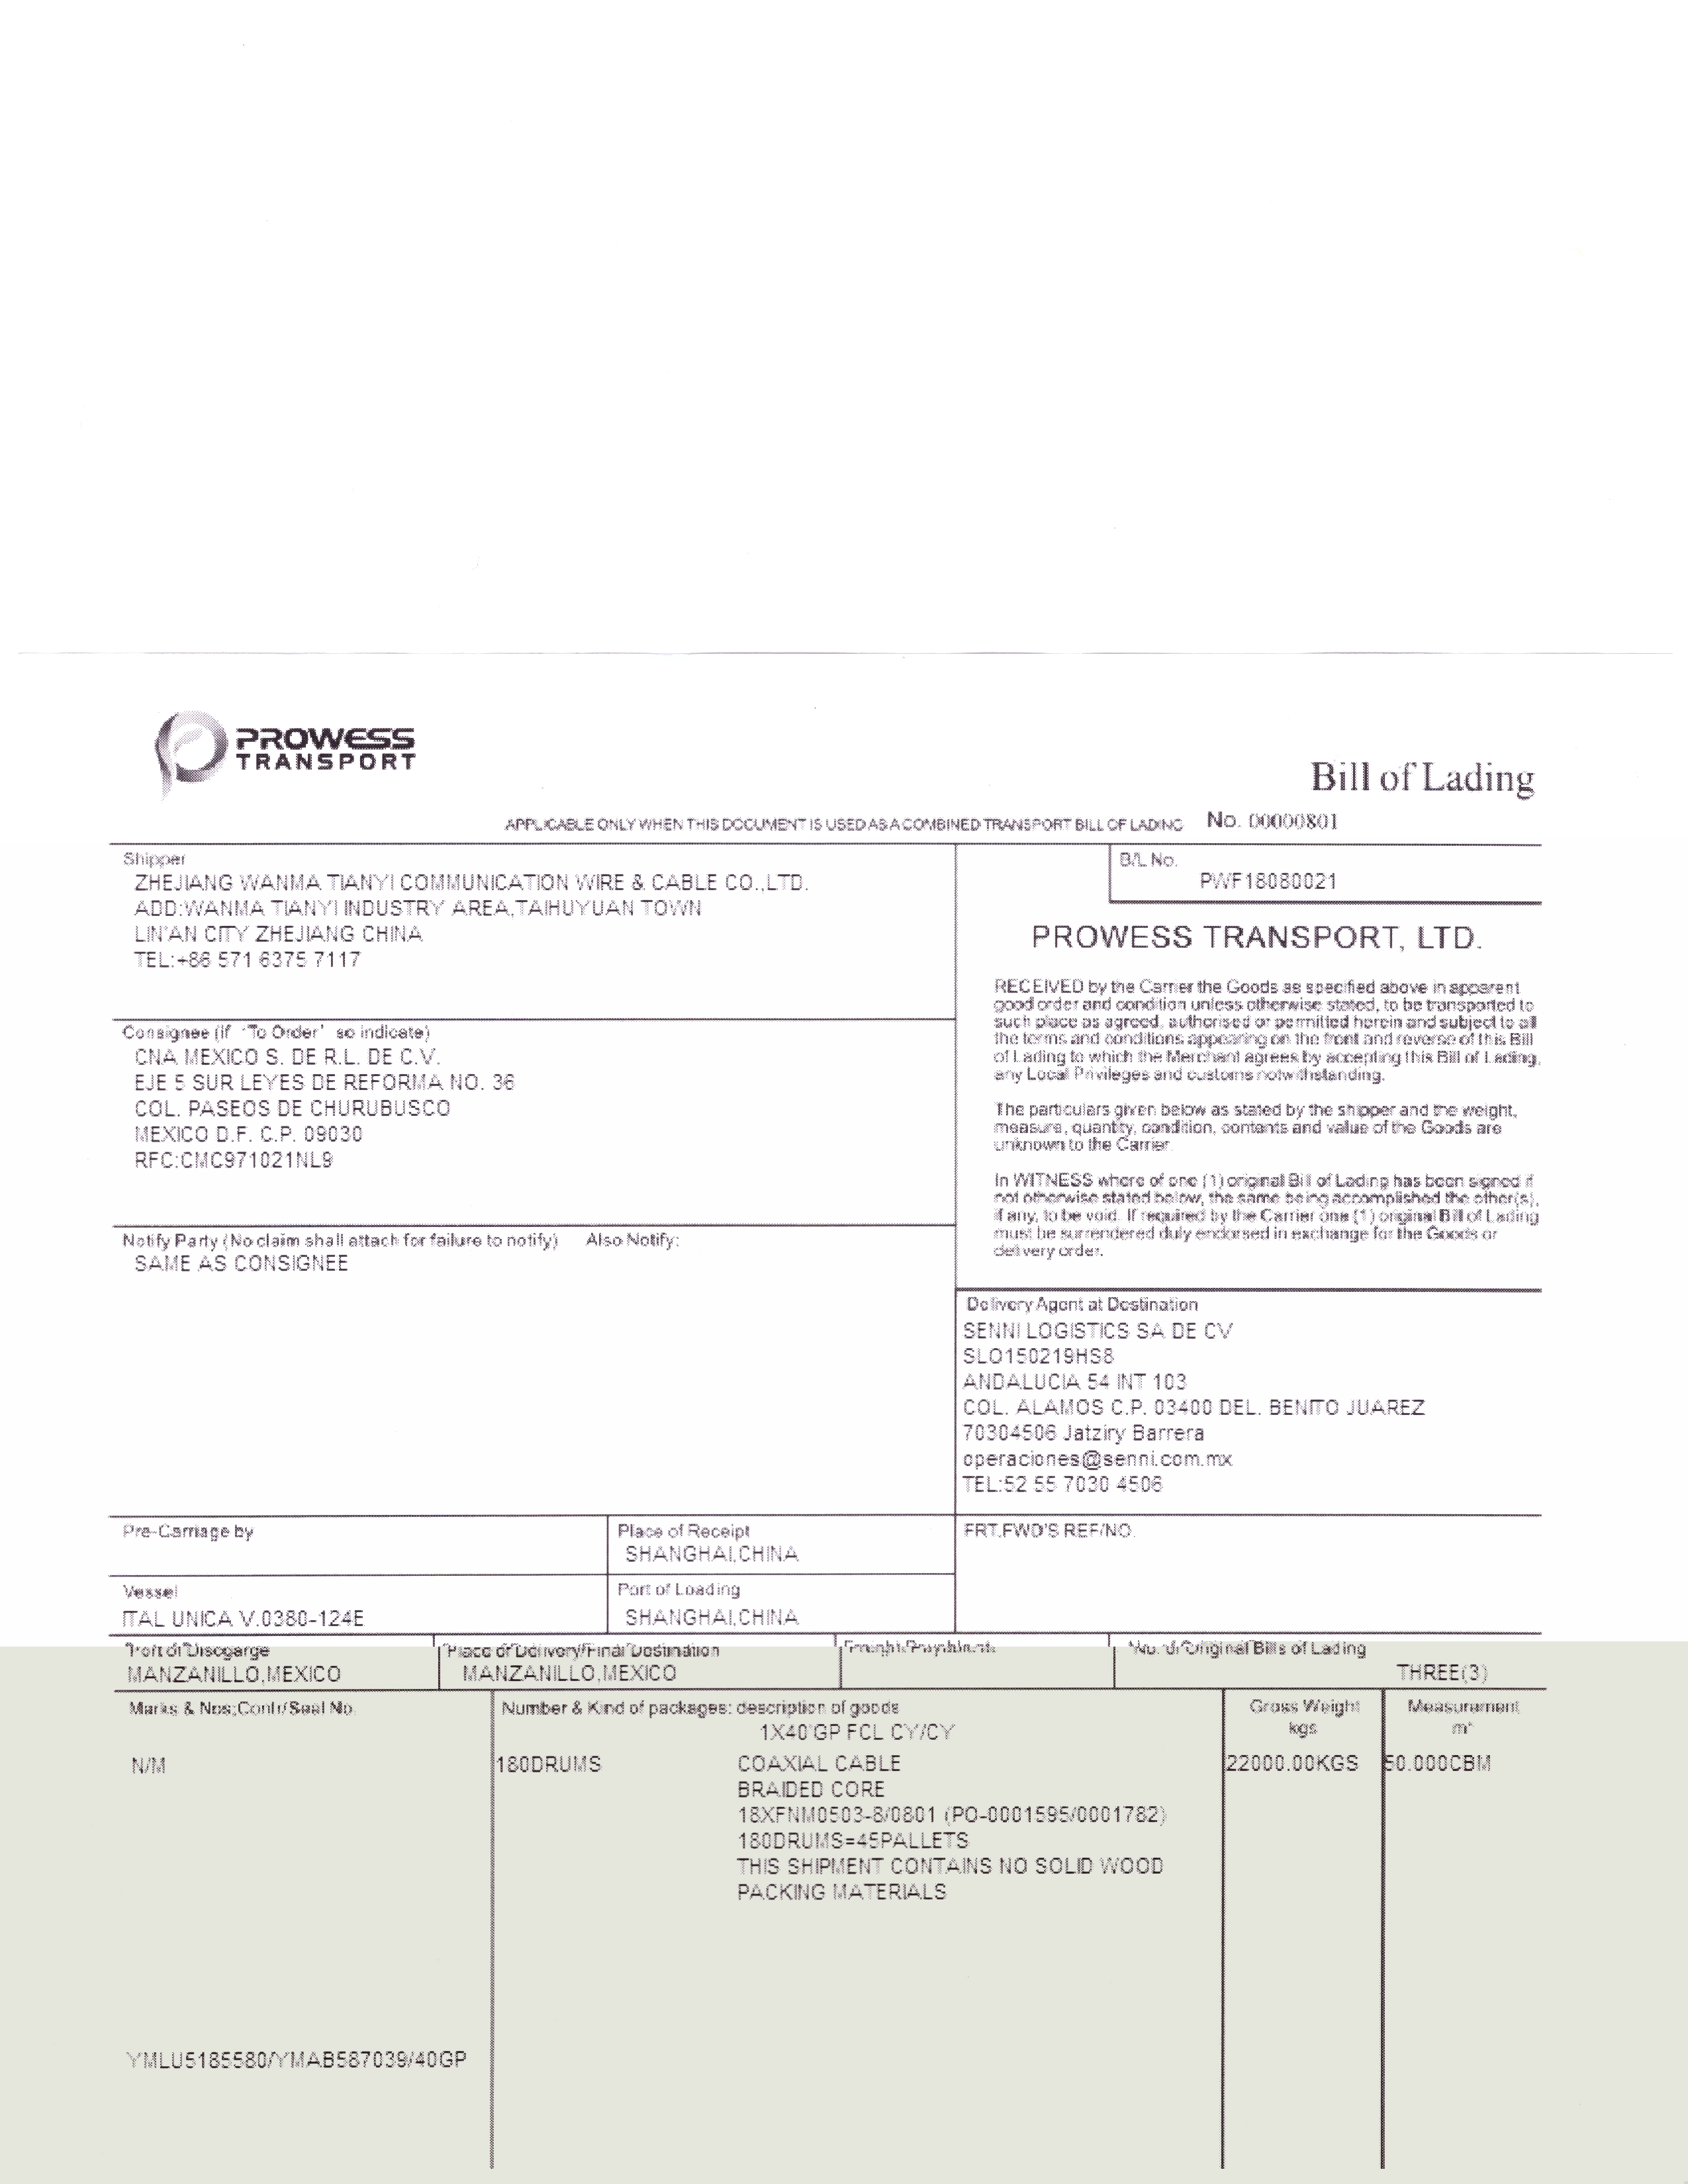 PROWESS
TRANSPORT
Bill of Lading
APPLICABLE ONLY WHEN THIS DOCUMENT IS USED AS A COMBINED TRANSPORT BILL OF LADING No. 00000801
Shipper
ZHEJIANG WANMA TIANYI COMMUNICATION WIRE & CABLE CO.,LTD.
ADD:WANMA TIANYI INDUSTRY AREA,TAIHUYUAN TOWN
LIN'AN CITY ZHEJIANG CHINA
TEL:+86 571 6375 7117
B/L No.
PWF18080021
PROWESS TRANSPORT, LTD.
RECEIVED by the Carrier the Goods as specified above in apparent
good order and condition unless otherwise stated, to be transported to
such place as agreed, authorised or permitted herein and subject to all
the terms and conditions appearing on the front and reverse of this Bill
of Lading to which the Merchant agrees by accepting this Bill of Lading,
any Local Privileges and customs notwithstanding.
The particulars given below as stated by the shipper and the weight,
measure, quantity, condition, contents and value of the Goods are
unknown to the Carrier.
In WITNESS where of one (1) original Bill of Lading has been signed if
not otherwise stated below, the same being accomplished the other(s),
if any, to be void. If required by the Carrier one (1) original Bill of Lading
must be surrendered duly endorsed in exchange for the Goods or
delivery order.
Consignee (if 'To Order' so indicate)
CNA MEXICO S. DE R.L. DE C.V.
EJE 5 SUR LEYES DE REFORMA NO. 36
COL. PASEOS DE CHURUBUSCO
MEXICO D.F. C.P. 09030
RFC:CMC971021NL9
Notify Party (No claim shall attach for failure to notify) Also Notify:
SAME AS CONSIGNEE
Delivery Agent at Destination
SENNI LOGISTICS SA DE CV
SLO150219HS8
ANDALUCIA 54 INT 103
COL. ALAMOS C.P. 03400 DEL. BENITO JUAREZ
70304506 Jatziry Barrera
operaciones@senni.com.mx
TEL:52 55 7030 4506
Pre-Carriage by
Place of Receipt
SHANGHAI,CHINA
FRT.FWD'S REF/NO.
Vessel
ITAL UNICA V.0380-124E
Port of Loading
SHANGHAI,CHINA
Port of Discgarge
MANZANILLO,MEXICO
Place of Delivery/Final Destination
MANZANILLO,MEXICO
No. of Original Bills of Lading
THREE(3)
Marks & Nos;Contr/Seal No.
Number & Kind of packages: description of goods
Gross Weight
kgs
Measurement
m³
1X40'GP FCL CY/CY
N/M 180DRUMS COAXIAL CABLE 22000.00KGS 50.000CBM
BRAIDED CORE
18XFNM0503-8/0801 (PO-0001595/0001782)
180DRUMS=45PALLETS
THIS SHIPMENT CONTAINS NO SOLID WOOD
PACKING MATERIALS
YMLU5185580/YMAB587039/40GP